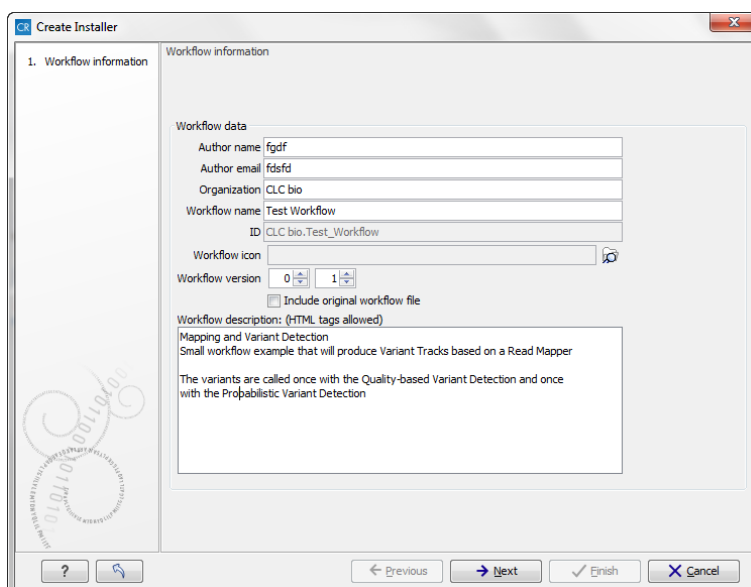 CR Create Installer
1. Workflow information
Workflow information
Workflow data
Author name fgdf
Author email fdsfd
Organization CLC bio
Workflow name Test Workflow
ID CLC bio.Test_Workflow
Workflow icon
Workflow version 0 1
Include original workflow file
Workflow description: (HTML tags allowed)
Mapping and Variant Detection
Small workflow example that will produce Variant Tracks based on a Read Mapper
The variants are called once with the Quality-based Variant Detection and once
with the Probabilistic Variant Detection
? Previous Next Finish Cancel